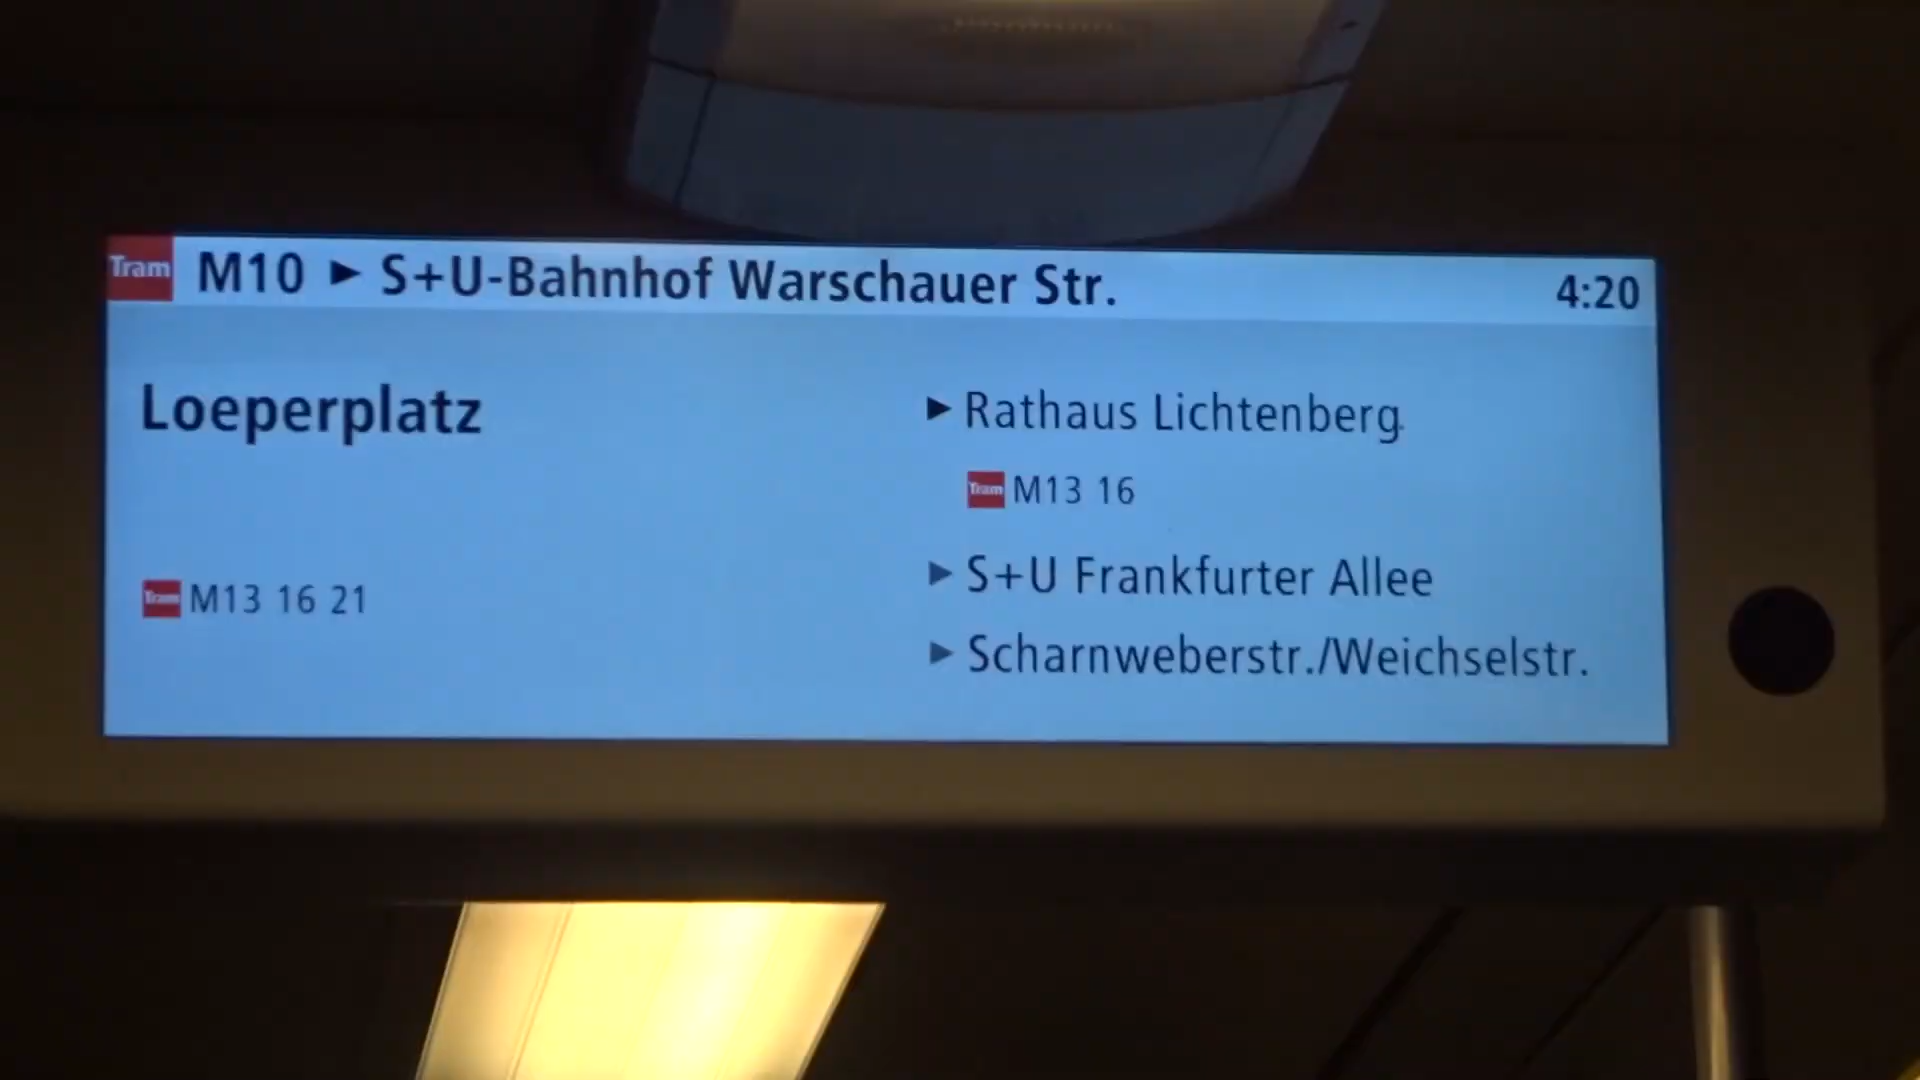 Tram M10 ► S+U-Bahnhof Warschauer Str. 4:20
Loeperplatz
Tram M13 16 21
► Rathaus Lichtenberg
Tram M13 16
► S+U Frankfurter Allee
► Scharnweberstr./Weichselstr.